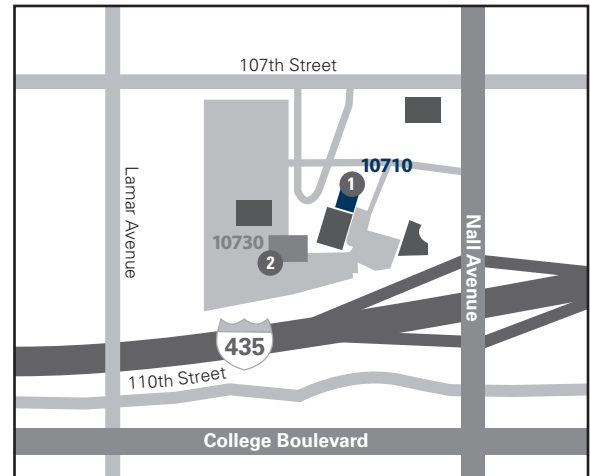 107th Street
10710
1
Lamar Avenue
Nall Avenue
10730
2
435
110th Street
College Boulevard